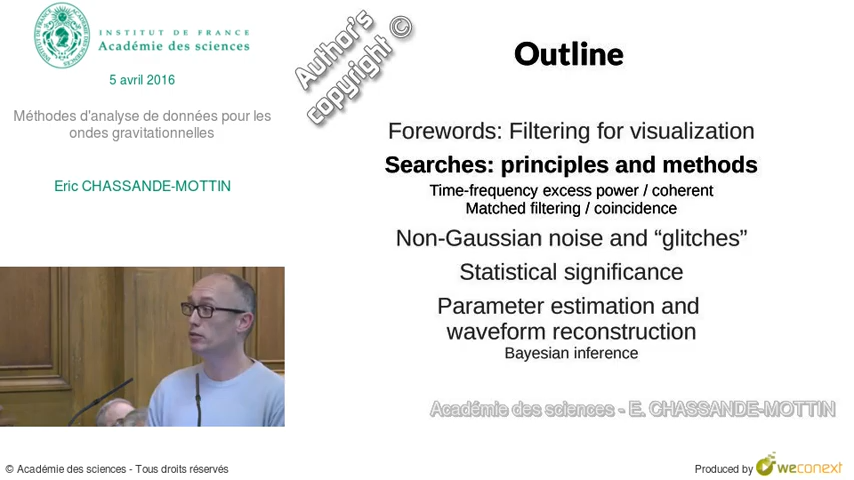 INSTITUT DE FRANCE
Académie des sciences
5 avril 2016
Méthodes d'analyse de données pour les
ondes gravitationnelles
Eric CHASSANDE-MOTTIN
Author's
copyright ©
Outline
Forewords: Filtering for visualization
Searches: principles and methods
Time-frequency excess power / coherent
Matched filtering / coincidence
Non-Gaussian noise and “glitches”
Statistical significance
Parameter estimation and
waveform reconstruction
Bayesian inference
Académie des sciences - E. CHASSANDE-MOTTIN
© Académie des sciences - Tous droits réservés
Produced by weconext